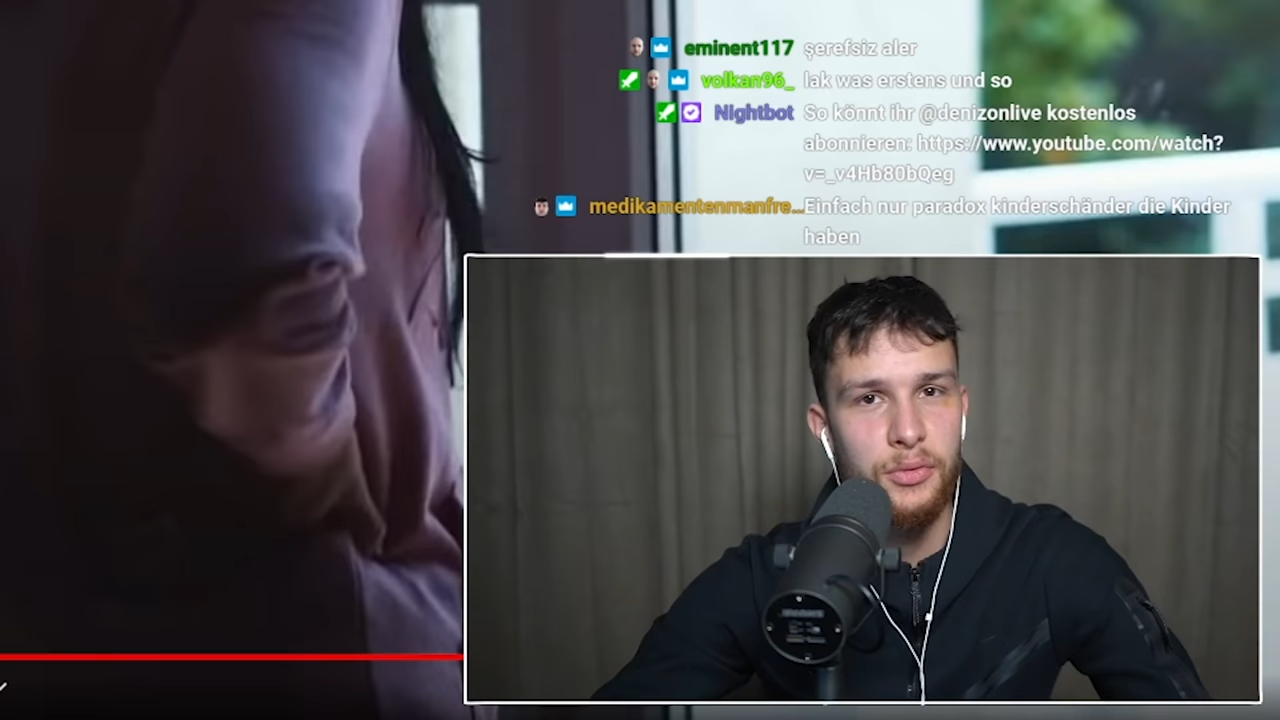 eminent117 şerefsiz aler
volkan96_ lak was erstens und so
Nightbot So könnt ihr @denizonlive kostenlos
abonnieren: https://www.youtube.com/watch?
v=_v4Hb80bQeg
medikamentenmanfre... Einfach nur paradox kinderschänder die Kinder
haben